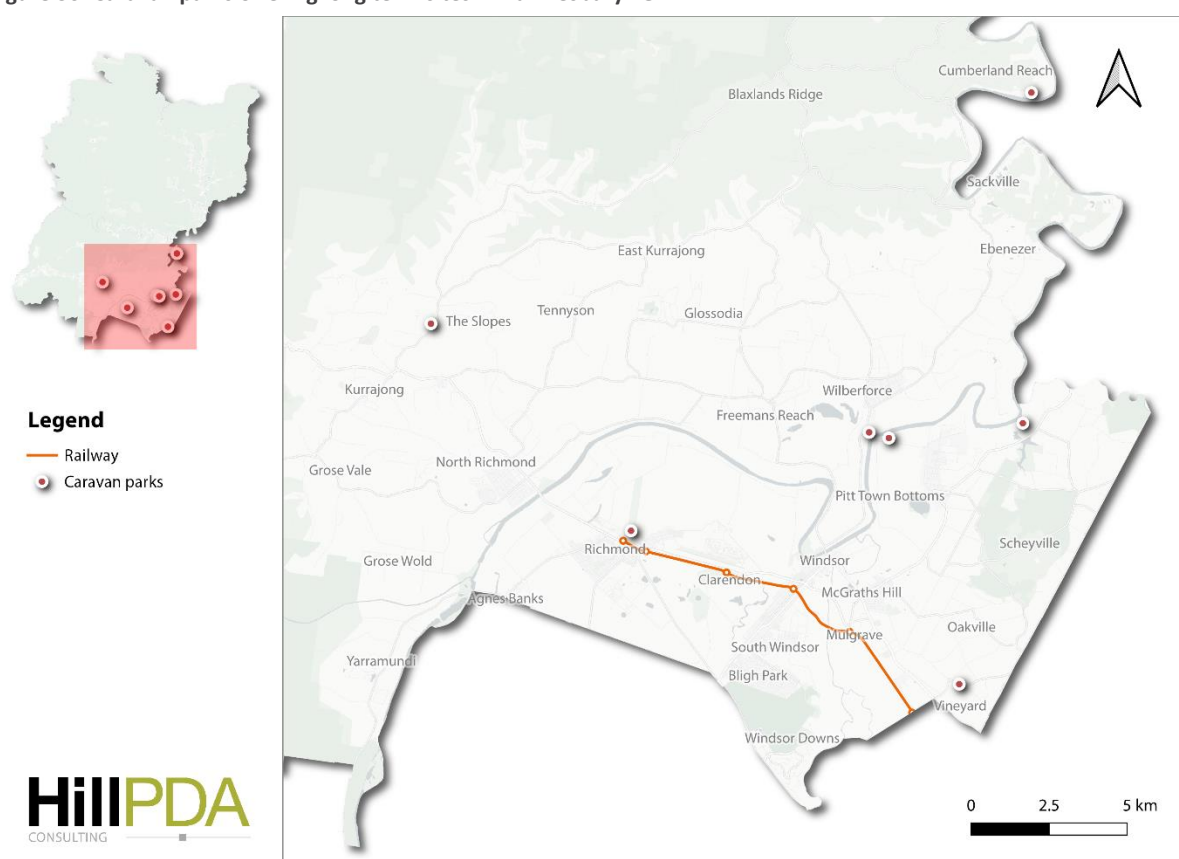 Cumberland Reach
Blaxlands Ridge
Sackville
Ebenezer
East Kurrajong
Tennyson
Glossodia
The Slopes
Kurrajong
Wilberforce
Freemans Reach
Grose Vale
North Richmond
Pitt Town Bottoms
Richmond
Scheyville
Windsor
Grose Wold
Clarendon
McGraths Hill
Agnes Banks
Oakville
Mulgrave
South Windsor
Yarramundi
Bligh Park
Vineyard
Windsor Downs
Legend
Railway
Caravan parks
HillPDA
CONSULTING
0 2.5 5 km